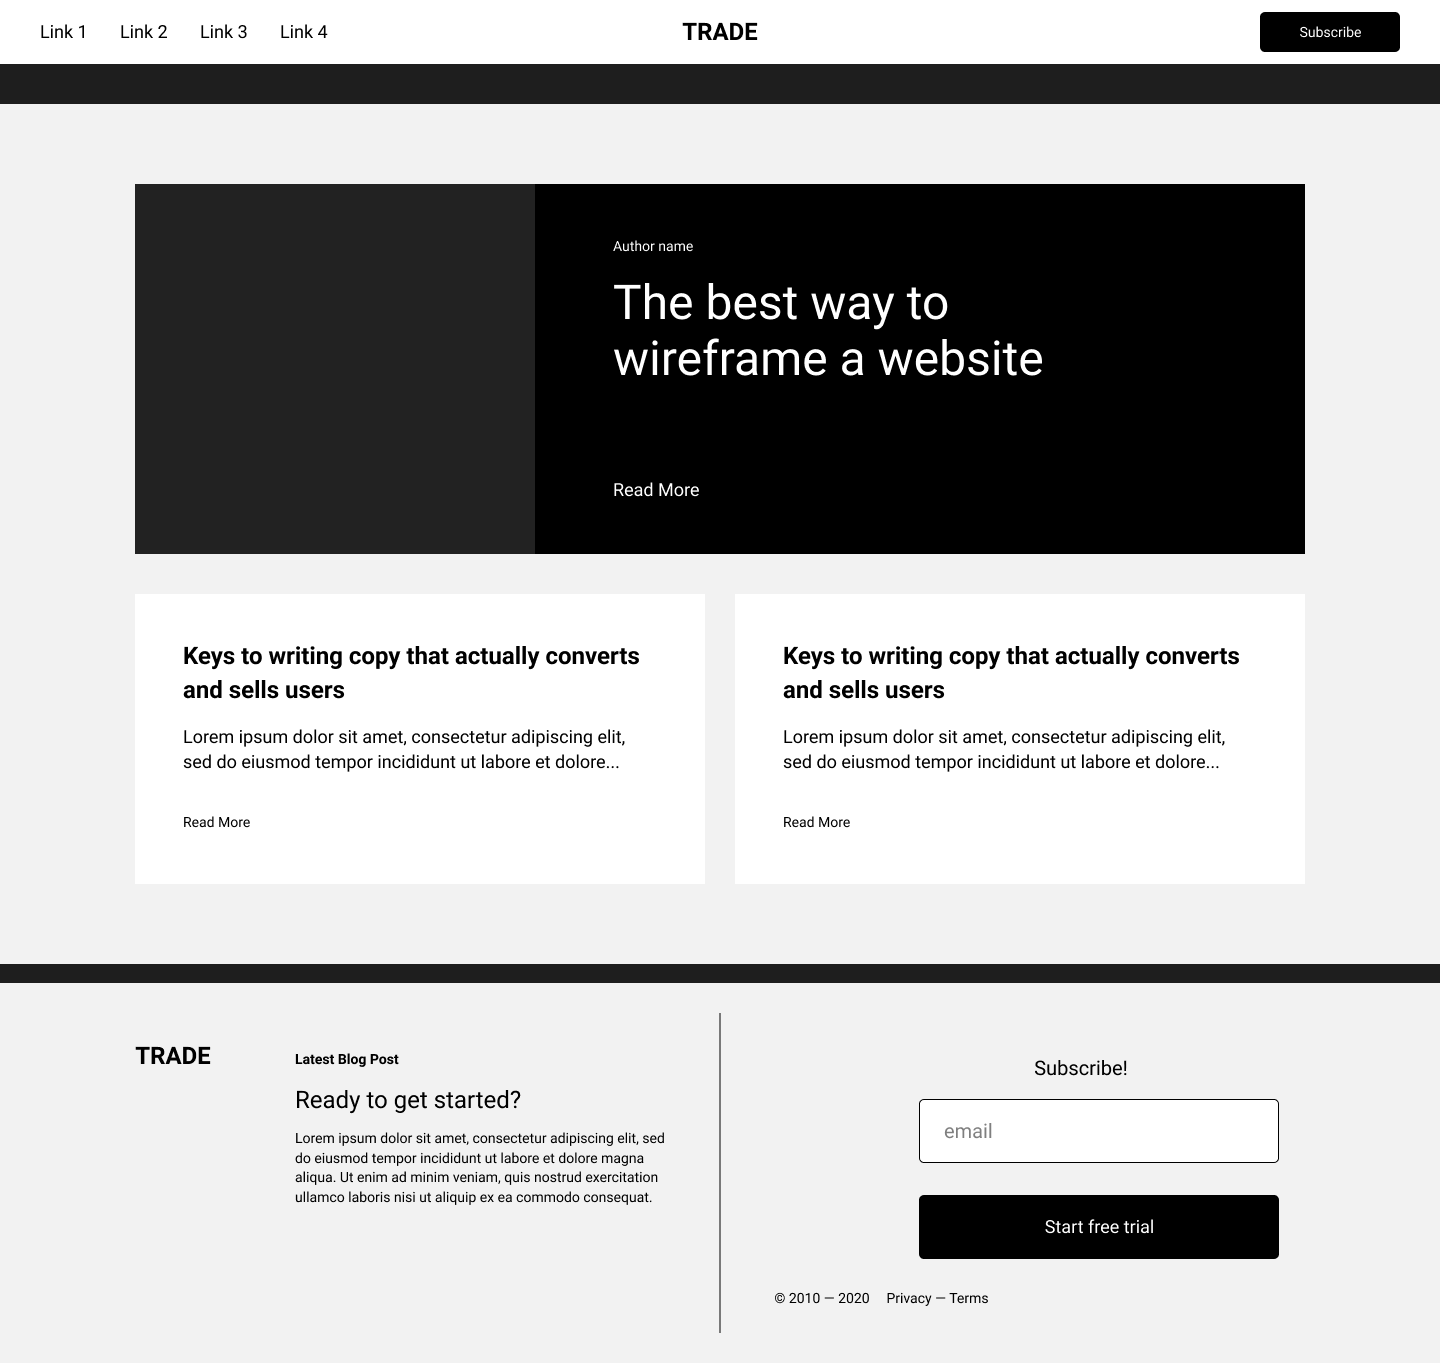 Link 1 Link 2 Link 3 Link 4 TRADE Subscribe
Author name
The best way to
wireframe a website
Read More
Keys to writing copy that actually converts
and sells users
Lorem ipsum dolor sit amet, consectetur adipiscing elit,
sed do eiusmod tempor incididunt ut labore et dolore...
Read More
Keys to writing copy that actually converts
and sells users
Lorem ipsum dolor sit amet, consectetur adipiscing elit,
sed do eiusmod tempor incididunt ut labore et dolore...
Read More
TRADE
Latest Blog Post
Ready to get started?
Lorem ipsum dolor sit amet, consectetur adipiscing elit, sed
do eiusmod tempor incididunt ut labore et dolore magna
aliqua. Ut enim ad minim veniam, quis nostrud exercitation
ullamco laboris nisi ut aliquip ex ea commodo consequat.
Subscribe!
email
Start free trial
© 2010 — 2020 Privacy — Terms